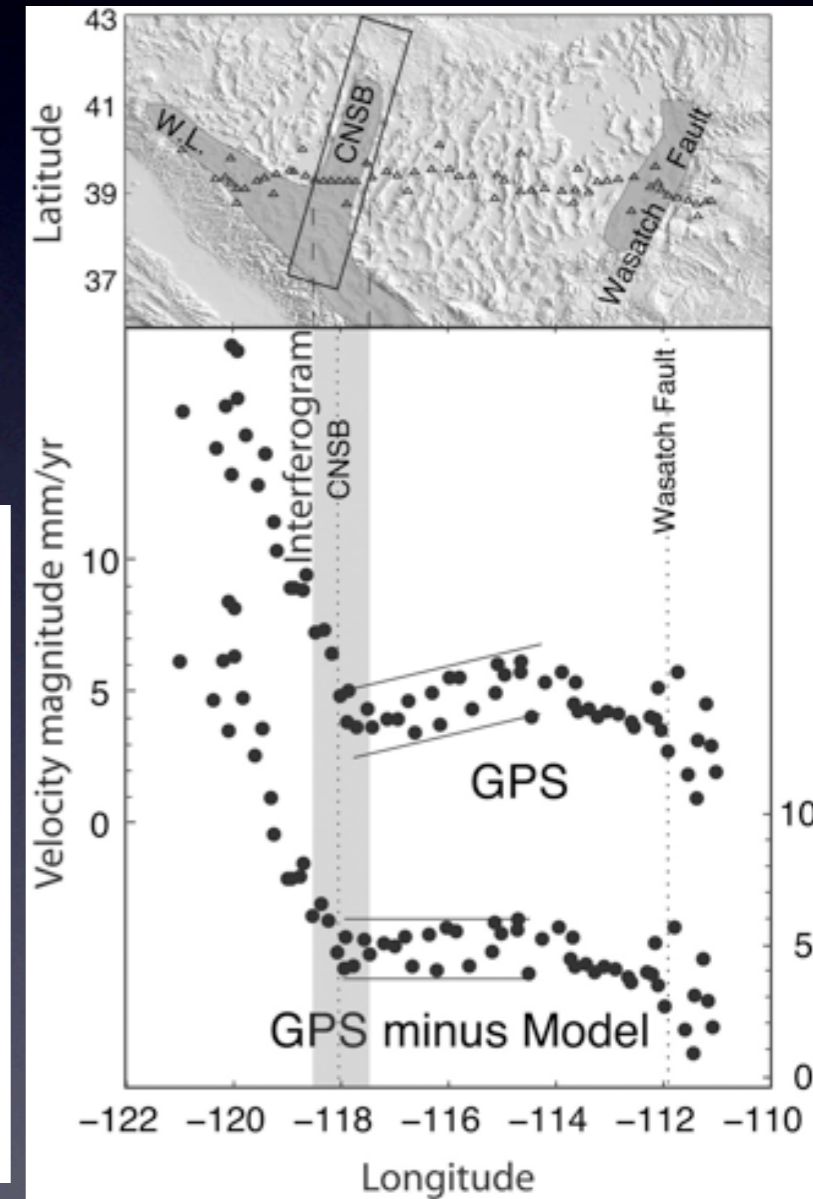 43
41
39
37
Latitude
W.L.
CNSB
Wasatch Fault
Velocity magnitude mm/yr
10
5
0
Interferogram
CNSB
Wasatch Fault
GPS
GPS minus Model
10
5
0
−122 −120 −118 −116 −114 −112 −110
Longitude